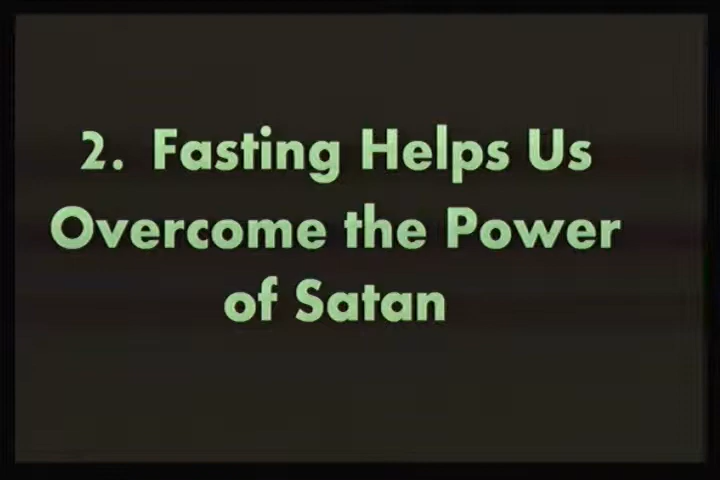 2. Fasting Helps Us
Overcome the Power
of Satan